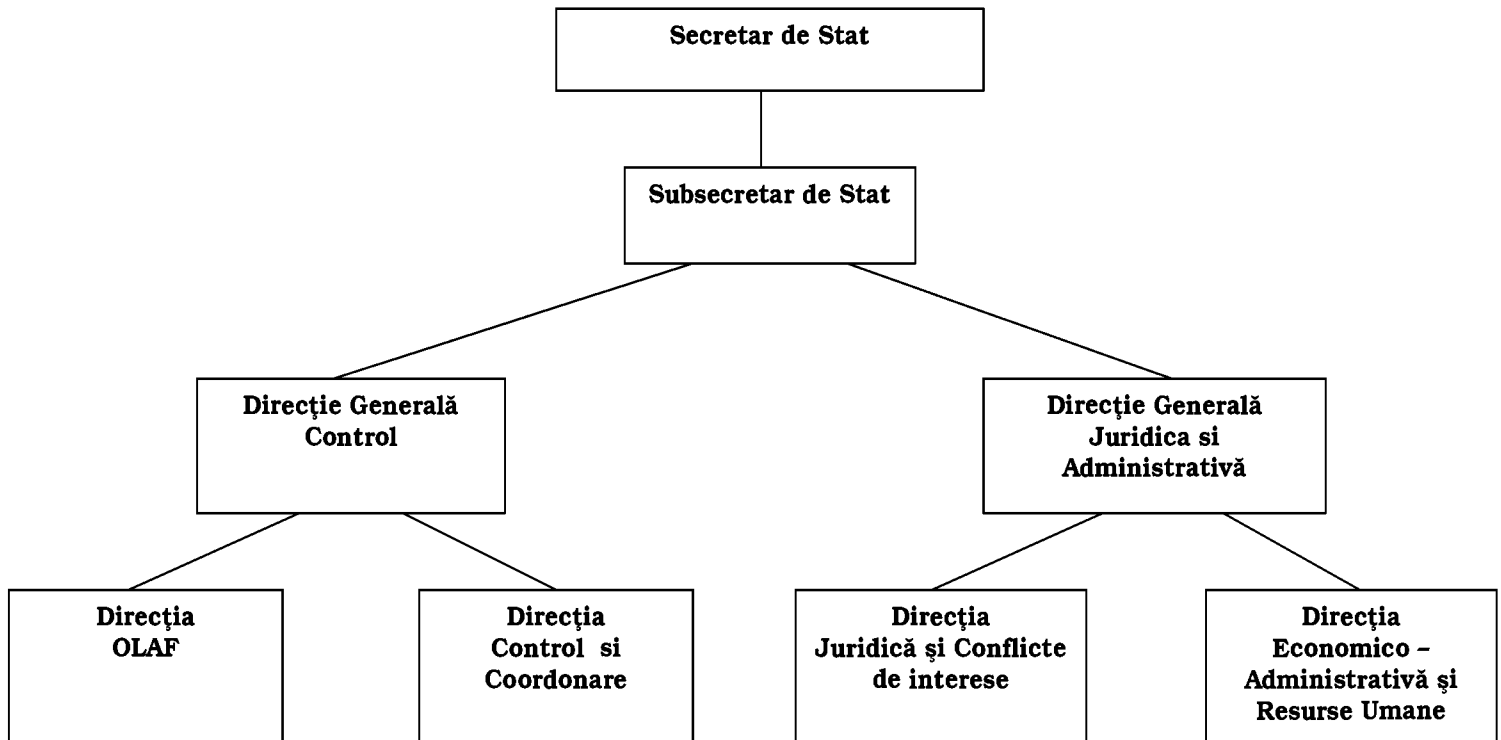 Secretar de Stat
Subsecretar de Stat
Direcţie Generală
Control
Direcţie Generală
Juridica si
Administrativă
Direcţia
OLAF
Direcţia
Control si
Coordonare
Direcţia
Juridică şi Conflicte
de interese
Direcţia
Economico –
Administrativă şi
Resurse Umane